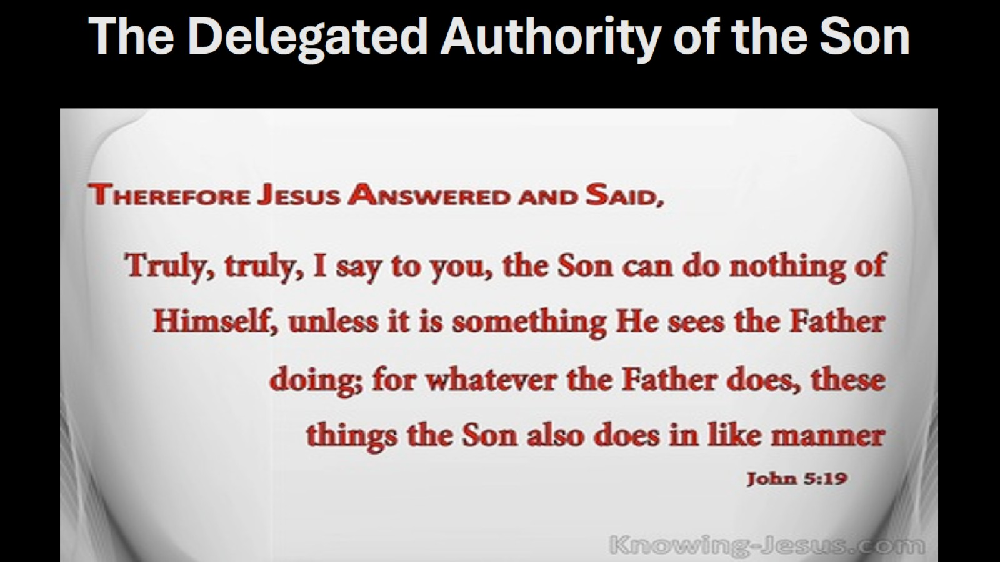 The Delegated Authority of the Son
Therefore Jesus Answered and Said,
Truly, truly, I say to you, the Son can do nothing of
Himself, unless it is something He sees the Father
doing; for whatever the Father does, these
things the Son also does in like manner
John 5:19
Knowing-Jesus.com